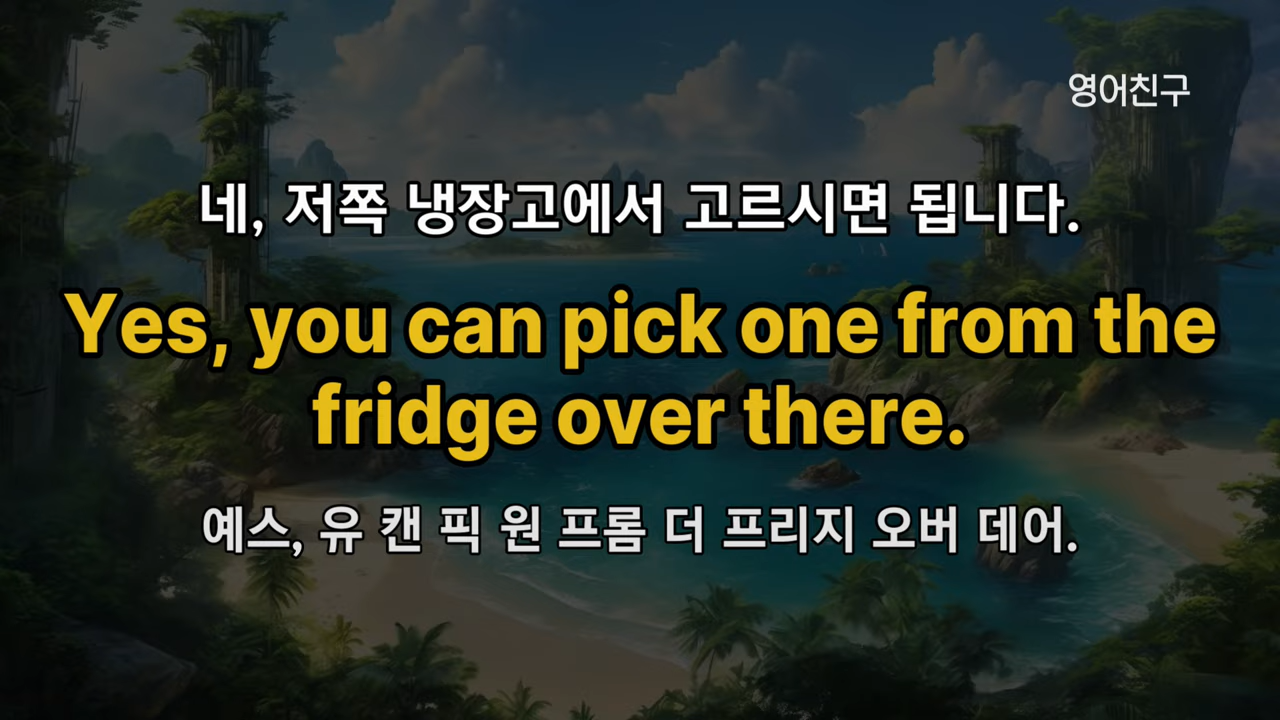 영어친구
네, 저쪽 냉장고에서 고르시면 됩니다.
Yes, you can pick one from the
fridge over there.
예스, 유 캔 픽 원 프롬 더 프리지 오버 데어.